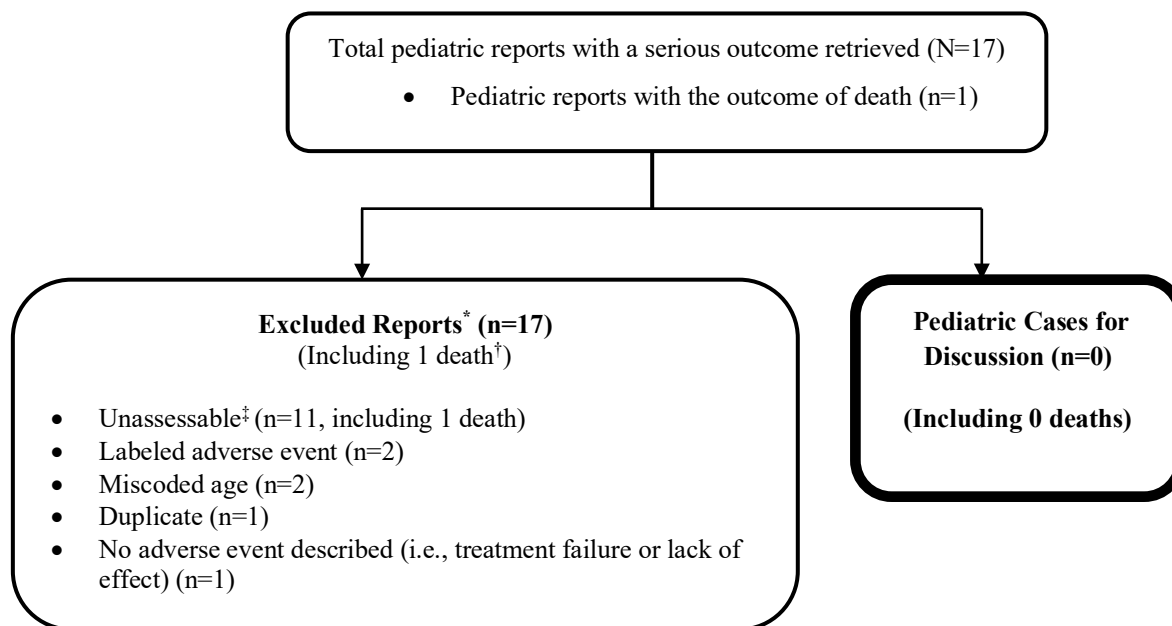 Total pediatric reports with a serious outcome retrieved (N=17)
• Pediatric reports with the outcome of death (n=1)
Excluded Reports* (n=17)
(Including 1 death†)
• Unassessable‡ (n=11, including 1 death)
• Labeled adverse event (n=2)
• Miscoded age (n=2)
• Duplicate (n=1)
• No adverse event described (i.e., treatment failure or lack of
effect) (n=1)
Pediatric Cases for
Discussion (n=0)
(Including 0 deaths)